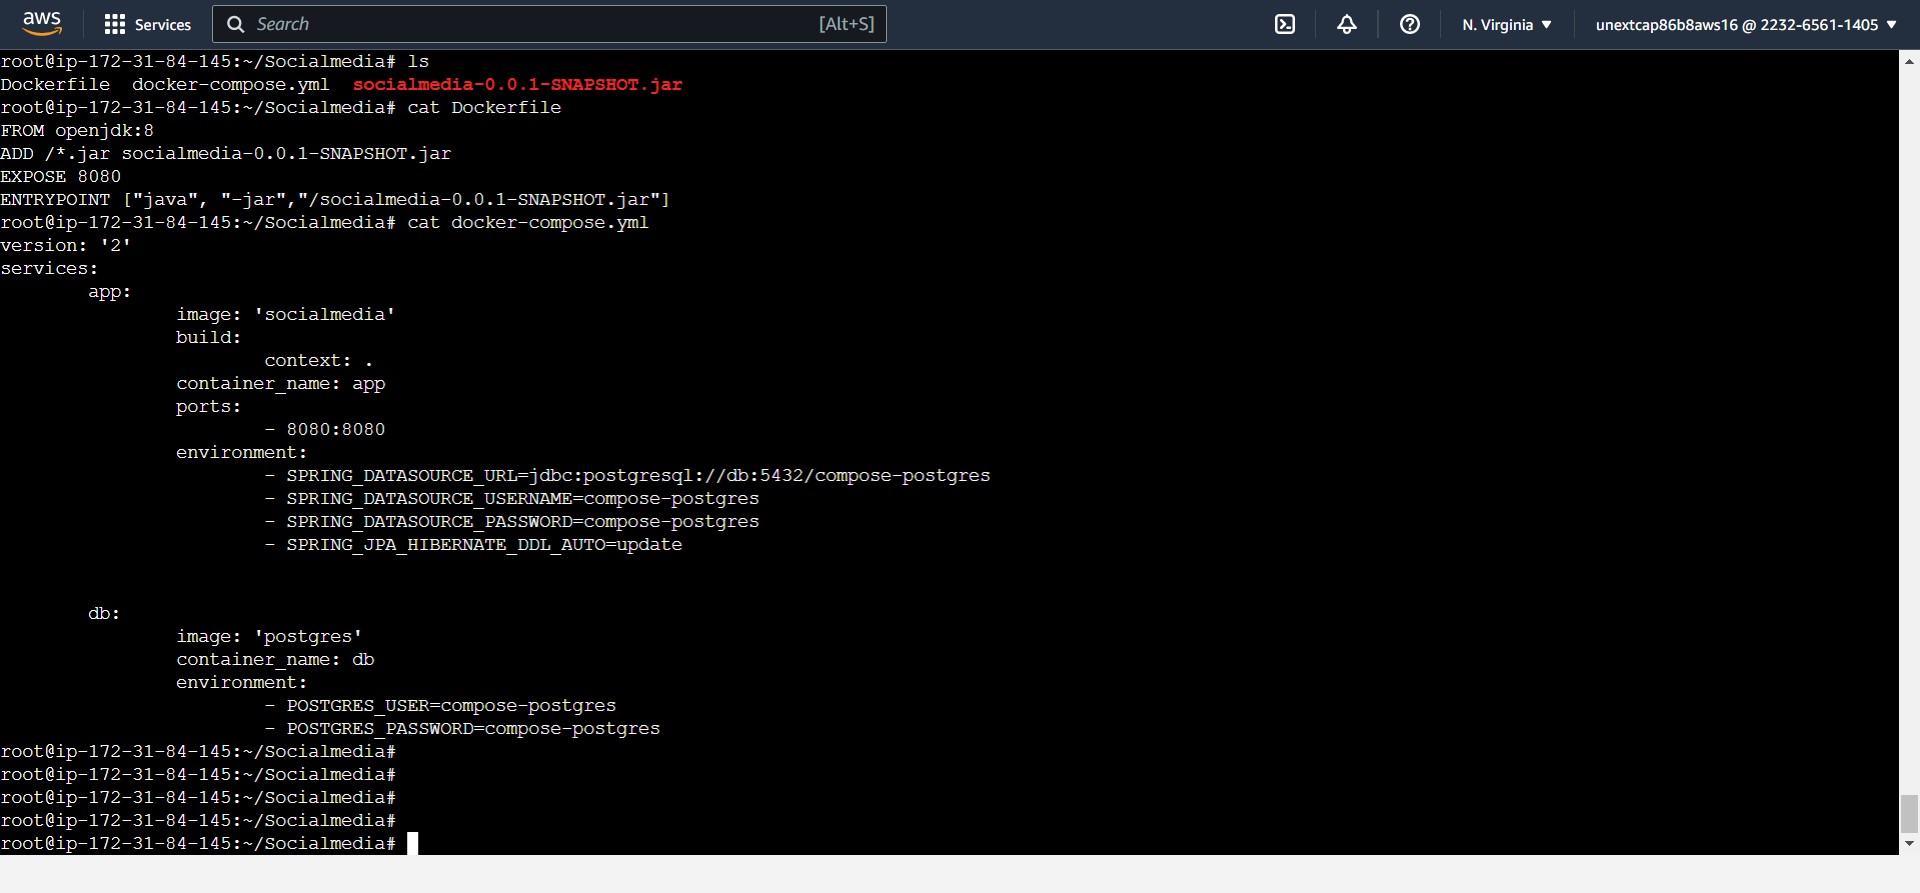 aws Services Search [Alt+S] N. Virginia unextcap86b8aws16 @ 2232-6561-1405
root@ip-172-31-84-145:~/Socialmedia# ls
Dockerfile  docker-compose.yml  socialmedia-0.0.1-SNAPSHOT.jar
root@ip-172-31-84-145:~/Socialmedia# cat Dockerfile
FROM openjdk:8
ADD /*.jar socialmedia-0.0.1-SNAPSHOT.jar
EXPOSE 8080
ENTRYPOINT ["java", "-jar","/socialmedia-0.0.1-SNAPSHOT.jar"]
root@ip-172-31-84-145:~/Socialmedia# cat docker-compose.yml
version: '2'
services:
        app:
                image: 'socialmedia'
                build:
                        context: .
                container_name: app
                ports:
                        - 8080:8080
                environment:
                        - SPRING_DATASOURCE_URL=jdbc:postgresql://db:5432/compose-postgres
                        - SPRING_DATASOURCE_USERNAME=compose-postgres
                        - SPRING_DATASOURCE_PASSWORD=compose-postgres
                        - SPRING_JPA_HIBERNATE_DDL_AUTO=update
        db:
                image: 'postgres'
                container_name: db
                environment:
                        - POSTGRES_USER=compose-postgres
                        - POSTGRES_PASSWORD=compose-postgres
root@ip-172-31-84-145:~/Socialmedia#
root@ip-172-31-84-145:~/Socialmedia#
root@ip-172-31-84-145:~/Socialmedia#
root@ip-172-31-84-145:~/Socialmedia#
root@ip-172-31-84-145:~/Socialmedia#